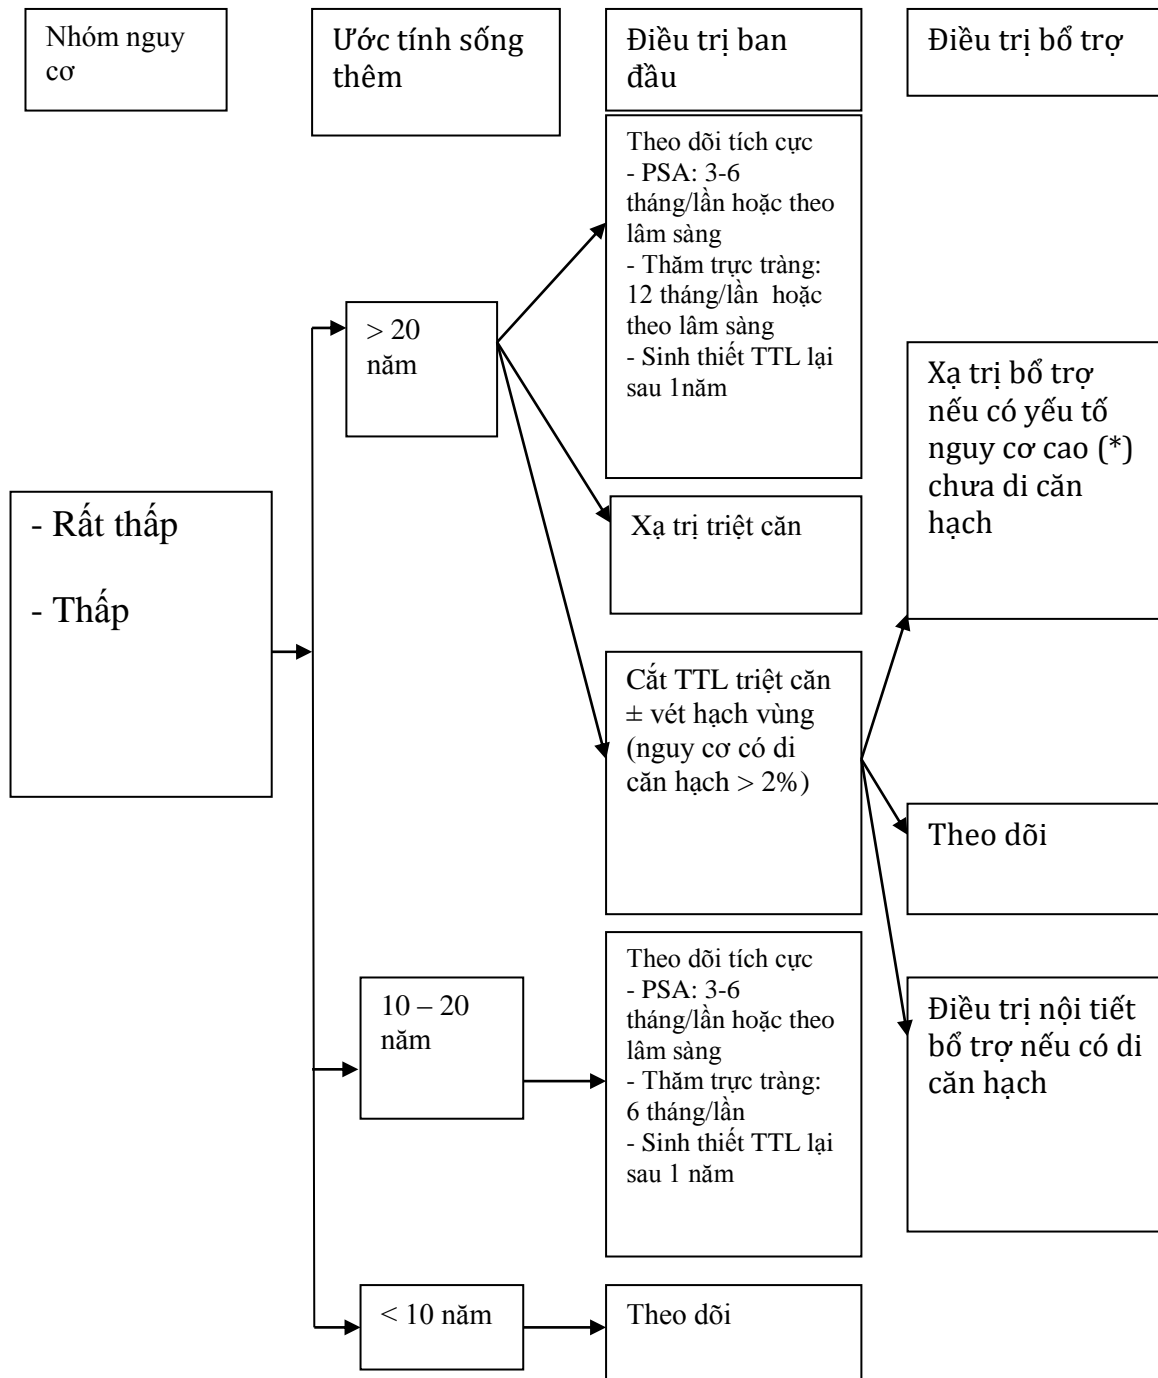 Nhóm nguy
cơ
Ước tính sống
thêm
Điều trị ban
đầu
Điều trị bổ trợ
- Rất thấp
- Thấp
> 20
năm
Theo dõi tích cực
- PSA: 3-6
tháng/lần hoặc theo
lâm sàng
- Thăm trực tràng:
12 tháng/lần hoặc
theo lâm sàng
- Sinh thiết TTL lại
sau 1năm
Xạ trị triệt căn
Cắt TTL triệt căn
± vét hạch vùng
(nguy cơ có di
căn hạch > 2%)
Xạ trị bổ trợ
nếu có yếu tố
nguy cơ cao (*)
chưa di căn
hạch
Theo dõi
Điều trị nội tiết
bổ trợ nếu có di
căn hạch
10 – 20
năm
Theo dõi tích cực
- PSA: 3-6
tháng/lần hoặc theo
lâm sàng
- Thăm trực tràng:
6 tháng/lần
- Sinh thiết TTL lại
sau 1 năm
< 10 năm
Theo dõi